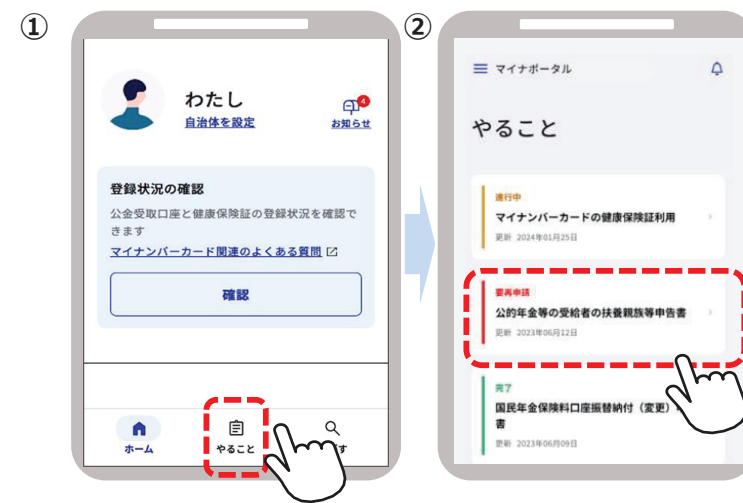 ①
わたし
自治体を設定
4
お知らせ
登録状況の確認
公金受取口座と健康保険証の登録状況を確認で
きます
マイナンバーカード関連のよくある質問
確認
ホーム
やること
す
②
マイナポータル
やること
進行中
マイナンバーカードの健康保険証利用
更新 2024年01月25日
要再申請
公的年金等の受給者の扶養親族等申告書
更新 2023年06月12日
完了
国民年金保険料口座振替納付（変更）
書
更新 2023年06月09日